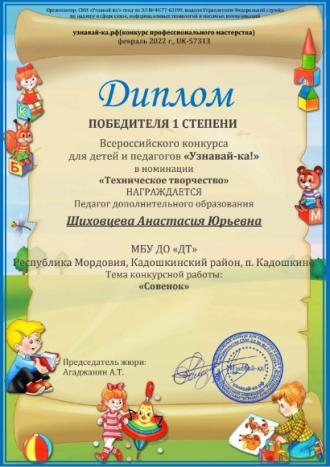 узнавай-ка.рф(конкурс профессионального мастерства)
февраль 2022 г., UK-57313
Диплом
ПОБЕДИТЕЛЯ 1 СТЕПЕНИ
Всероссийского конкурса
для детей и педагогов «Узнавай-ка!»
в номинации
«Техническое творчество»
НАГРАЖДАЕТСЯ
Педагог дополнительного образования
Шиховцева Анастасия Юрьевна
МБУ ДО «ДТ»
Республика Мордовия, Кадошкинский район, п. Кадошкино
Тема конкурсной работы:
«Совенок»
Председатель жюри:
Агаджанян А.Т.